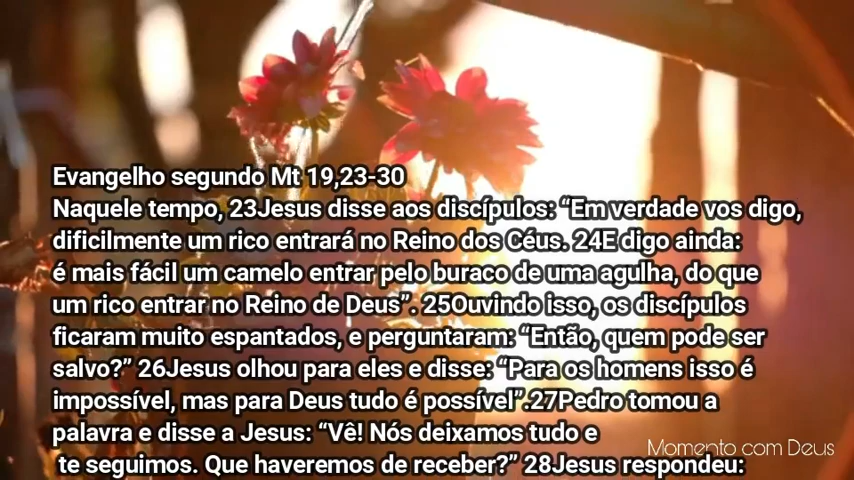 Evangelho segundo Mt 19,23-30
Naquele tempo, 23Jesus disse aos discípulos: “Em verdade vos digo,
dificilmente um rico entrará no Reino dos Céus. 24E digo ainda:
é mais fácil um camelo entrar pelo buraco de uma agulha, do que
um rico entrar no Reino de Deus”. 25Ouvindo isso, os discípulos
ficaram muito espantados, e perguntaram: “Então, quem pode ser
salvo?” 26Jesus olhou para eles e disse: “Para os homens isso é
impossível, mas para Deus tudo é possível”.27Pedro tomou a
palavra e disse a Jesus: “Vê! Nós deixamos tudo e
te seguimos. Que haveremos de receber?” 28Jesus respondeu:
Momento com Deus